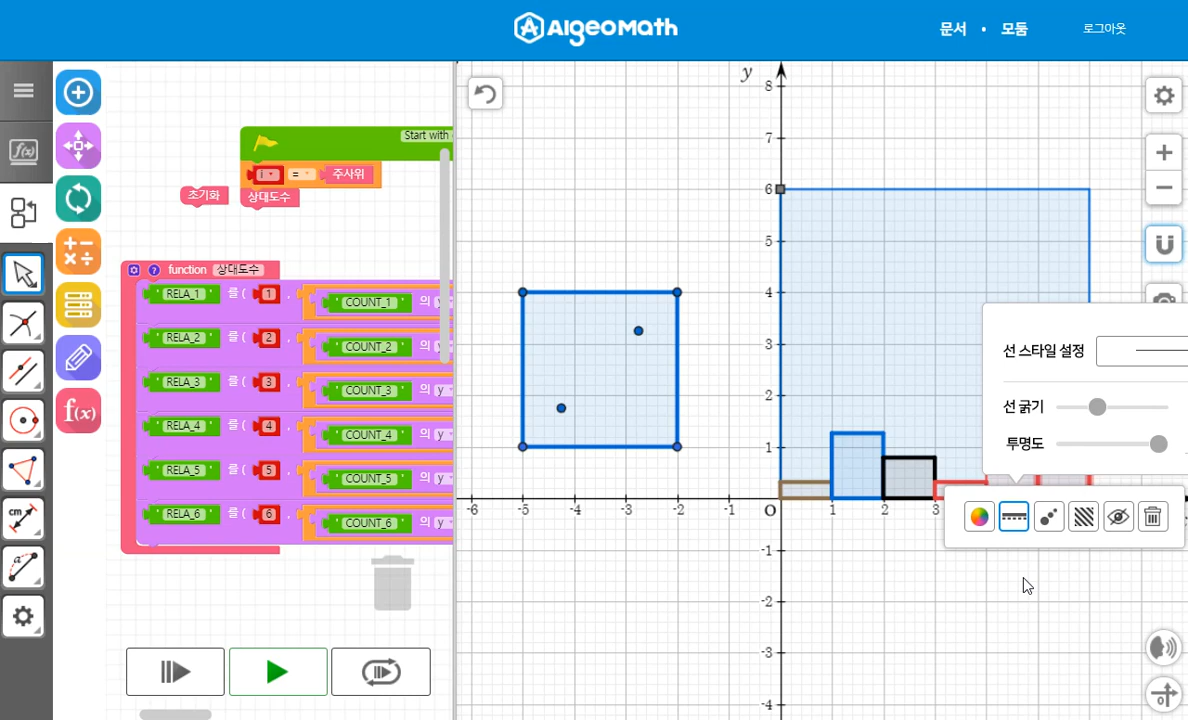 AlgeoMath
문서 • 모둠
로그아웃
f(x)
Start with
i =
주사위
초기화
상대도수
function 상대도수
' RELA_1 ' 를 ( 1 , ' COUNT_1 ' 의
' RELA_2 ' 를 ( 2 , ' COUNT_2 ' 의 y
' RELA_3 ' 를 ( 3 , ' COUNT_3 ' 의 y
' RELA_4 ' 를 ( 4 , ' COUNT_4 ' 의 y
' RELA_5 ' 를 ( 5 , ' COUNT_5 ' 의 y
' RELA_6 ' 를 ( 6 , ' COUNT_6 ' 의 y
cm
a
f(x)
y
8
7
6
5
4
3
2
1
-6 -5 -4 -3 -2 -1 O 1 2 3
-1
-2
-3
-4
선 스타일 설정
선 굵기
투명도